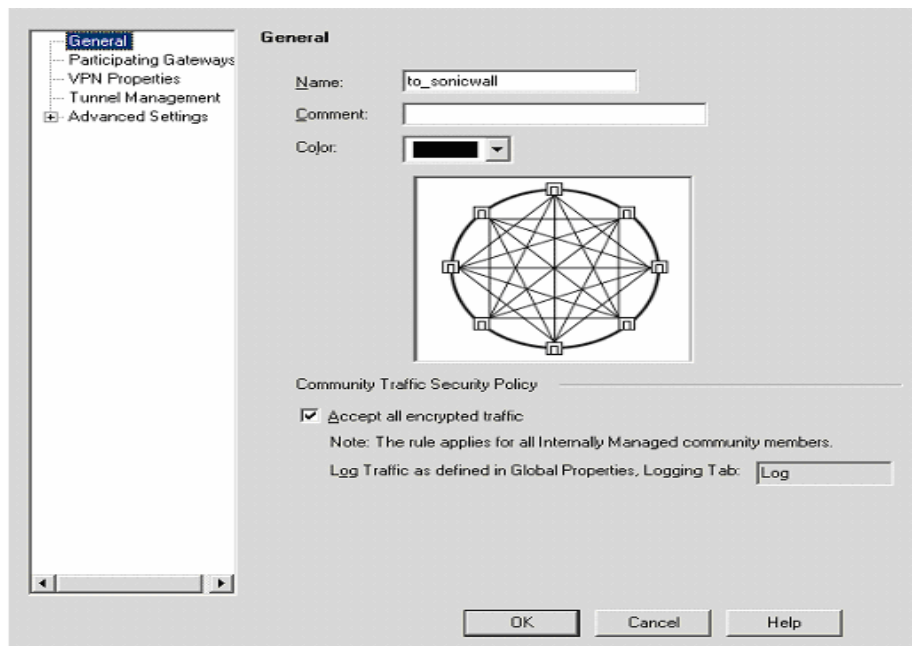 General
Participating Gateways
VPN Properties
Tunnel Management
Advanced Settings
General
Name: to_sonicwall
Comment:
Color:
Community Traffic Security Policy
Accept all encrypted traffic
Note: The rule applies for all Internally Managed community members.
Log Traffic as defined in Global Properties, Logging Tab: Log
OK Cancel Help